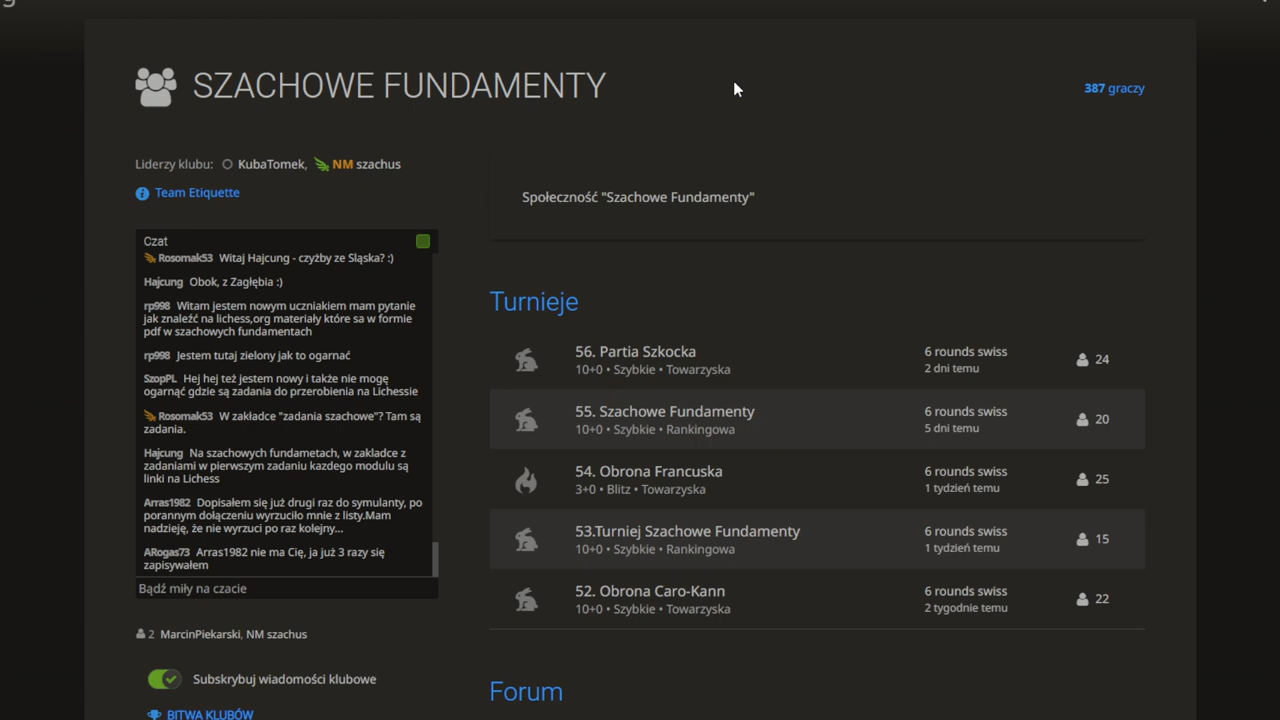 SZACHOWE FUNDAMENTY
387 graczy
Liderzy klubu: KubaTomek, NM szachus
Team Etiquette
Społeczność "Szachowe Fundamenty"
Czat
Rosomak53 Witaj Hajcung - czyżby ze Sląska? :)
Hajcung Obok, z Zagłębia :)
rp998 Witam jestem nowym uczniakiem mam pytanie
jak znaleźć na lichess,org materiały które sa w formie
pdf w szachowych fundamentach
rp998 Jestem tutaj zielony jak to ogarnać
SzopPL Hej hej też jestem nowy i także nie mogę
ogarnąć gdzie są zadania do przerobienia na Lichessie
Rosomak53 W zakładce "zadania szachowe"? Tam są
zadania.
Hajcung Na szachowych fundametach, w zakladce z
zadaniami w pierwszym zadaniu kazdego modulu są
linki na Lichess
Arras1982 Dopisałem się już drugi raz do symulanty, po
porannym dołączeniu wyrzuciło mnie z listy.Mam
nadzieję, że nie wyrzuci po raz kolejny...
ARogas73 Arras1982 nie ma Cię, ja już 3 razy się
zapisywałem
Bądź miły na czacie
2 MarcinPiekarski, NM szachus
Subskrybuj wiadomości klubowe
BITWA KLUBÓW
Turnieje
56. Partia Szkocka
10+0 • Szybkie • Towarzyska
6 rounds swiss
2 dni temu
24
55. Szachowe Fundamenty
10+0 • Szybkie • Rankingowa
6 rounds swiss
5 dni temu
20
54. Obrona Francuska
3+0 • Blitz • Towarzyska
6 rounds swiss
1 tydzień temu
25
53.Turniej Szachowe Fundamenty
10+0 • Szybkie • Rankingowa
6 rounds swiss
1 tydzień temu
15
52. Obrona Caro-Kann
10+0 • Szybkie • Towarzyska
6 rounds swiss
2 tygodnie temu
22
Forum